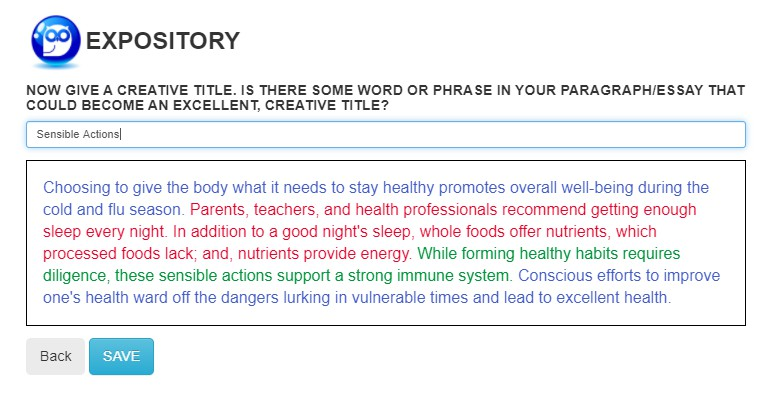 EXPOSITORY
NOW GIVE A CREATIVE TITLE. IS THERE SOME WORD OR PHRASE IN YOUR PARAGRAPH/ESSAY THAT
COULD BECOME AN EXCELLENT, CREATIVE TITLE?
Sensible Actions
Choosing to give the body what it needs to stay healthy promotes overall well-being during the
cold and flu season. Parents, teachers, and health professionals recommend getting enough
sleep every night. In addition to a good night's sleep, whole foods offer nutrients, which
processed foods lack; and, nutrients provide energy. While forming healthy habits requires
diligence, these sensible actions support a strong immune system. Conscious efforts to improve
one's health ward off the dangers lurking in vulnerable times and lead to excellent health.
Back SAVE